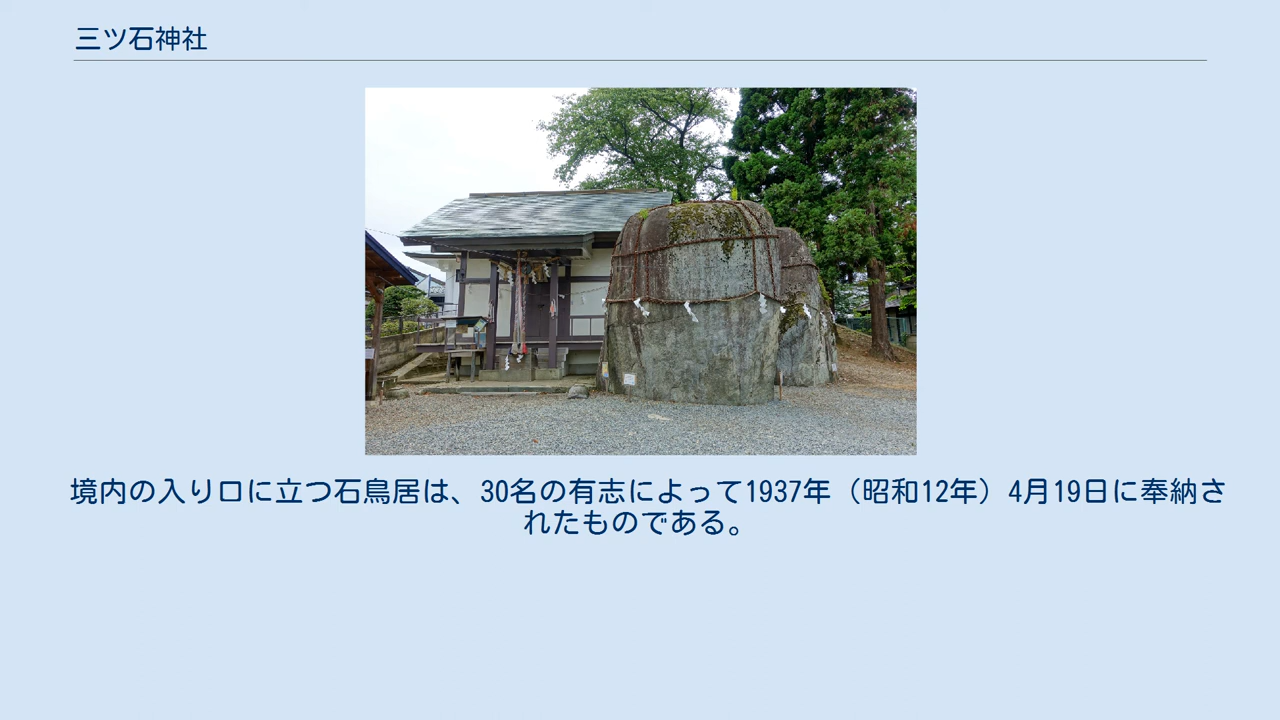 三ツ石神社
境内の入り口に立つ石鳥居は、30名の有志によって1937年（昭和12年）4月19日に奉納さ
れたものである。